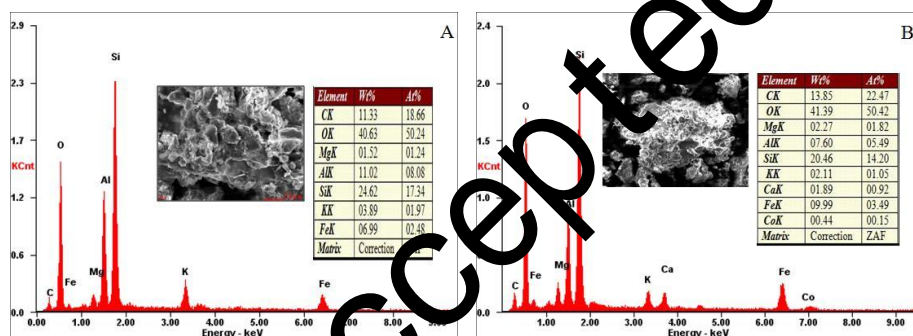 A
2.9
2.3
1.7
KCnt
1.2
0.6
0.0
Si
O
Al
Mg
Fe
C
K
Fe
1.00 2.00 3.00 4.00 5.00 6.00
Energy - keV
Element Wt% At%
CK 11.33 18.66
OK 40.63 50.24
MgK 01.52 01.24
AlK 11.02 08.08
SiK 24.62 17.34
KK 03.89 01.97
FeK 06.99 02.48
Matrix Correction
B
2.4
2.0
1.5
KCnt
1.0
0.5
0.0
Si
O
Al
Mg
Fe
C
K
Ca
Fe
Co
1.00 2.00 3.00 4.00 5.00 6.00 7.00 8.00 9.00
Energy - keV
Element Wt% At%
CK 13.85 22.47
OK 41.39 50.42
MgK 02.27 01.82
AlK 07.60 05.49
SiK 20.46 14.20
KK 02.11 01.05
CaK 01.89 00.92
FeK 09.99 03.49
CoK 00.44 00.15
Matrix Correction ZAF
ccepted